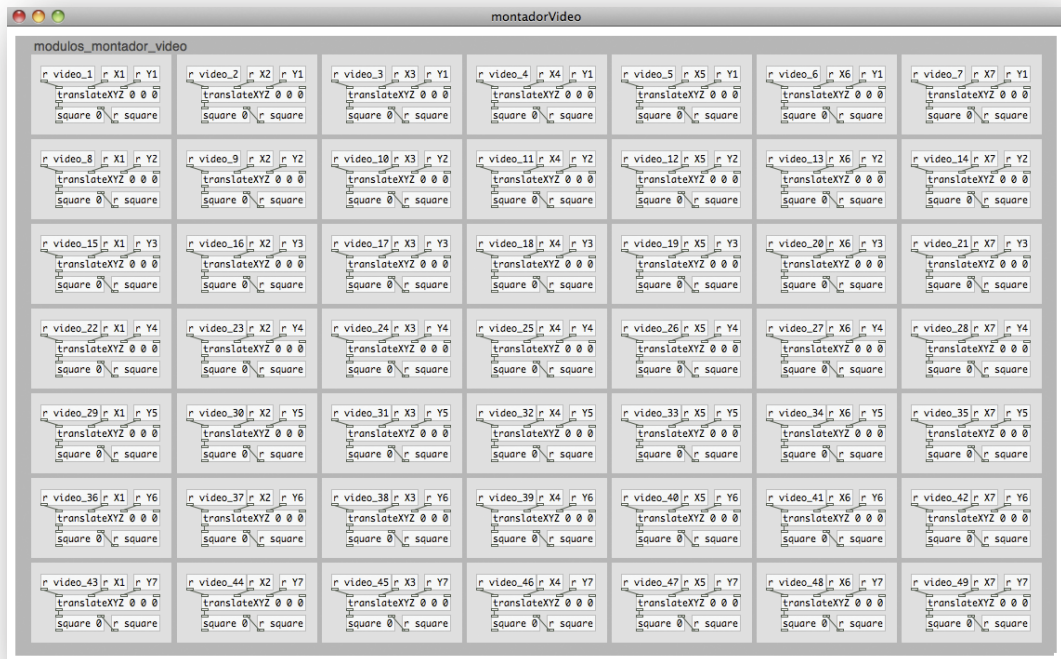 montadorVideo
modulos_montador_video
r video_1 r X1 r Y1 r video_2 r X2 r Y1 r video_3 r X3 r Y1 r video_4 r X4 r Y1 r video_5 r X5 r Y1 r video_6 r X6 r Y1 r video_7 r X7 r Y1
translateXYZ 0 0 0 translateXYZ 0 0 0 translateXYZ 0 0 0 translateXYZ 0 0 0 translateXYZ 0 0 0 translateXYZ 0 0 0 translateXYZ 0 0 0
square 0 r square square 0 r square square 0 r square square 0 r square square 0 r square square 0 r square square 0 r square
r video_8 r X1 r Y2 r video_9 r X2 r Y2 r video_10 r X3 r Y2 r video_11 r X4 r Y2 r video_12 r X5 r Y2 r video_13 r X6 r Y2 r video_14 r X7 r Y2
translateXYZ 0 0 0 translateXYZ 0 0 0 translateXYZ 0 0 0 translateXYZ 0 0 0 translateXYZ 0 0 0 translateXYZ 0 0 0 translateXYZ 0 0 0
square 0 r square square 0 r square square 0 r square square 0 r square square 0 r square square 0 r square square 0 r square
r video_15 r X1 r Y3 r video_16 r X2 r Y3 r video_17 r X3 r Y3 r video_18 r X4 r Y3 r video_19 r X5 r Y3 r video_20 r X6 r Y3 r video_21 r X7 r Y3
translateXYZ 0 0 0 translateXYZ 0 0 0 translateXYZ 0 0 0 translateXYZ 0 0 0 translateXYZ 0 0 0 translateXYZ 0 0 0 translateXYZ 0 0 0
square 0 r square square 0 r square square 0 r square square 0 r square square 0 r square square 0 r square square 0 r square
r video_22 r X1 r Y4 r video_23 r X2 r Y4 r video_24 r X3 r Y4 r video_25 r X4 r Y4 r video_26 r X5 r Y4 r video_27 r X6 r Y4 r video_28 r X7 r Y4
translateXYZ 0 0 0 translateXYZ 0 0 0 translateXYZ 0 0 0 translateXYZ 0 0 0 translateXYZ 0 0 0 translateXYZ 0 0 0 translateXYZ 0 0 0
square 0 r square square 0 r square square 0 r square square 0 r square square 0 r square square 0 r square square 0 r square
r video_29 r X1 r Y5 r video_30 r X2 r Y5 r video_31 r X3 r Y5 r video_32 r X4 r Y5 r video_33 r X5 r Y5 r video_34 r X6 r Y5 r video_35 r X7 r Y5
translateXYZ 0 0 0 translateXYZ 0 0 0 translateXYZ 0 0 0 translateXYZ 0 0 0 translateXYZ 0 0 0 translateXYZ 0 0 0 translateXYZ 0 0 0
square 0 r square square 0 r square square 0 r square square 0 r square square 0 r square square 0 r square square 0 r square
r video_36 r X1 r Y6 r video_37 r X2 r Y6 r video_38 r X3 r Y6 r video_39 r X4 r Y6 r video_40 r X5 r Y6 r video_41 r X6 r Y6 r video_42 r X7 r Y6
translateXYZ 0 0 0 translateXYZ 0 0 0 translateXYZ 0 0 0 translateXYZ 0 0 0 translateXYZ 0 0 0 translateXYZ 0 0 0 translateXYZ 0 0 0
square 0 r square square 0 r square square 0 r square square 0 r square square 0 r square square 0 r square square 0 r square
r video_43 r X1 r Y7 r video_44 r X2 r Y7 r video_45 r X3 r Y7 r video_46 r X4 r Y7 r video_47 r X5 r Y7 r video_48 r X6 r Y7 r video_49 r X7 r Y7
translateXYZ 0 0 0 translateXYZ 0 0 0 translateXYZ 0 0 0 translateXYZ 0 0 0 translateXYZ 0 0 0 translateXYZ 0 0 0 translateXYZ 0 0 0
square 0 r square square 0 r square square 0 r square square 0 r square square 0 r square square 0 r square square 0 r square